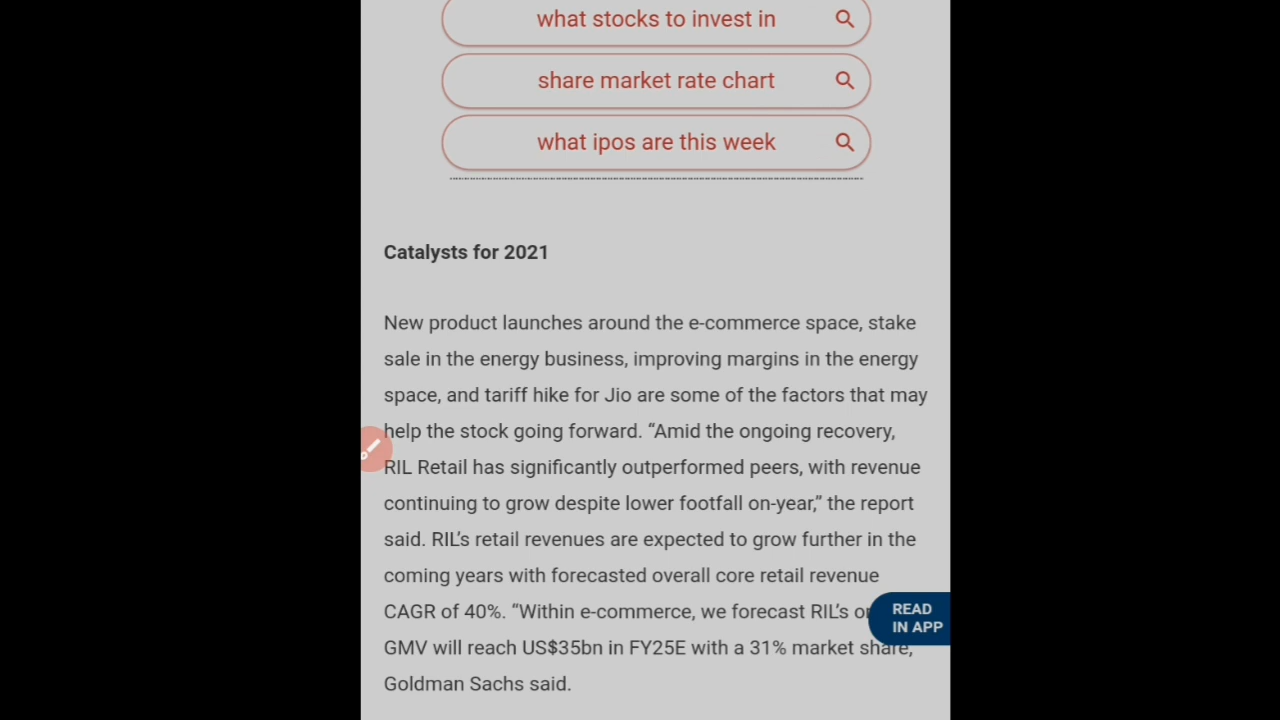 what stocks to invest in
share market rate chart
what ipos are this week
Catalysts for 2021
New product launches around the e-commerce space, stake
sale in the energy business, improving margins in the energy
space, and tariff hike for Jio are some of the factors that may
help the stock going forward. “Amid the ongoing recovery,
RIL Retail has significantly outperformed peers, with revenue
continuing to grow despite lower footfall on-year,” the report
said. RIL’s retail revenues are expected to grow further in the
coming years with forecasted overall core retail revenue
CAGR of 40%. “Within e-commerce, we forecast RIL’s
GMV will reach US$35bn in FY25E with a 31% market share,
Goldman Sachs said.
READ
IN APP